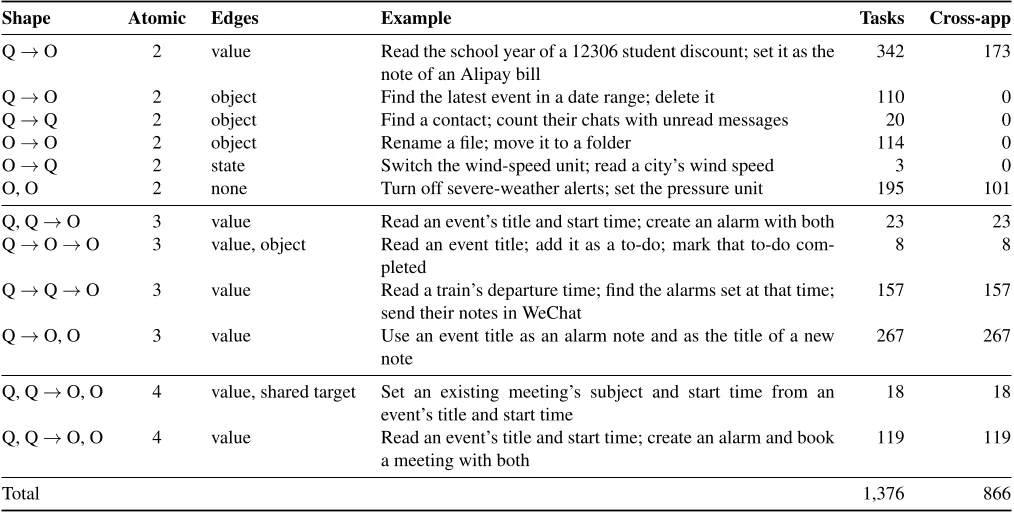 Shape Atomic Edges Example Tasks Cross-app
Q → O 2 value Read the school year of a 12306 student discount; set it as the 342 173
note of an Alipay bill
Q → O 2 object Find the latest event in a date range; delete it 110 0
Q → Q 2 object Find a contact; count their chats with unread messages 20 0
O → O 2 object Rename a file; move it to a folder 114 0
O → Q 2 state Switch the wind-speed unit; read a city's wind speed 3 0
O, O 2 none Turn off severe-weather alerts; set the pressure unit 195 101
Q, Q → O 3 value Read an event's title and start time; create an alarm with both 23 23
Q → O → O 3 value, object Read an event title; add it as a to-do; mark that to-do com-
pleted 8 8
Q → Q → O 3 value Read a train's departure time; find the alarms set at that time; 157 157
send their notes in WeChat
Q → O, O 3 value Use an event title as an alarm note and as the title of a new 267 267
note
Q, Q → O, O 4 value, shared target Set an existing meeting's subject and start time from an 18 18
event's title and start time
Q, Q → O, O 4 value Read an event's title and start time; create an alarm and book 119 119
a meeting with both
Total 1,376 866